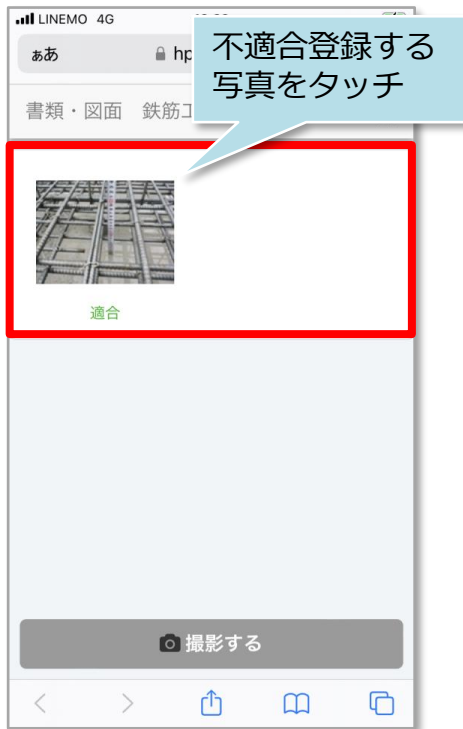 LINEMO 4G
ぁあ
hp
不適合登録する
写真をタッチ
書類・図面 鉄筋工
適合
撮影する